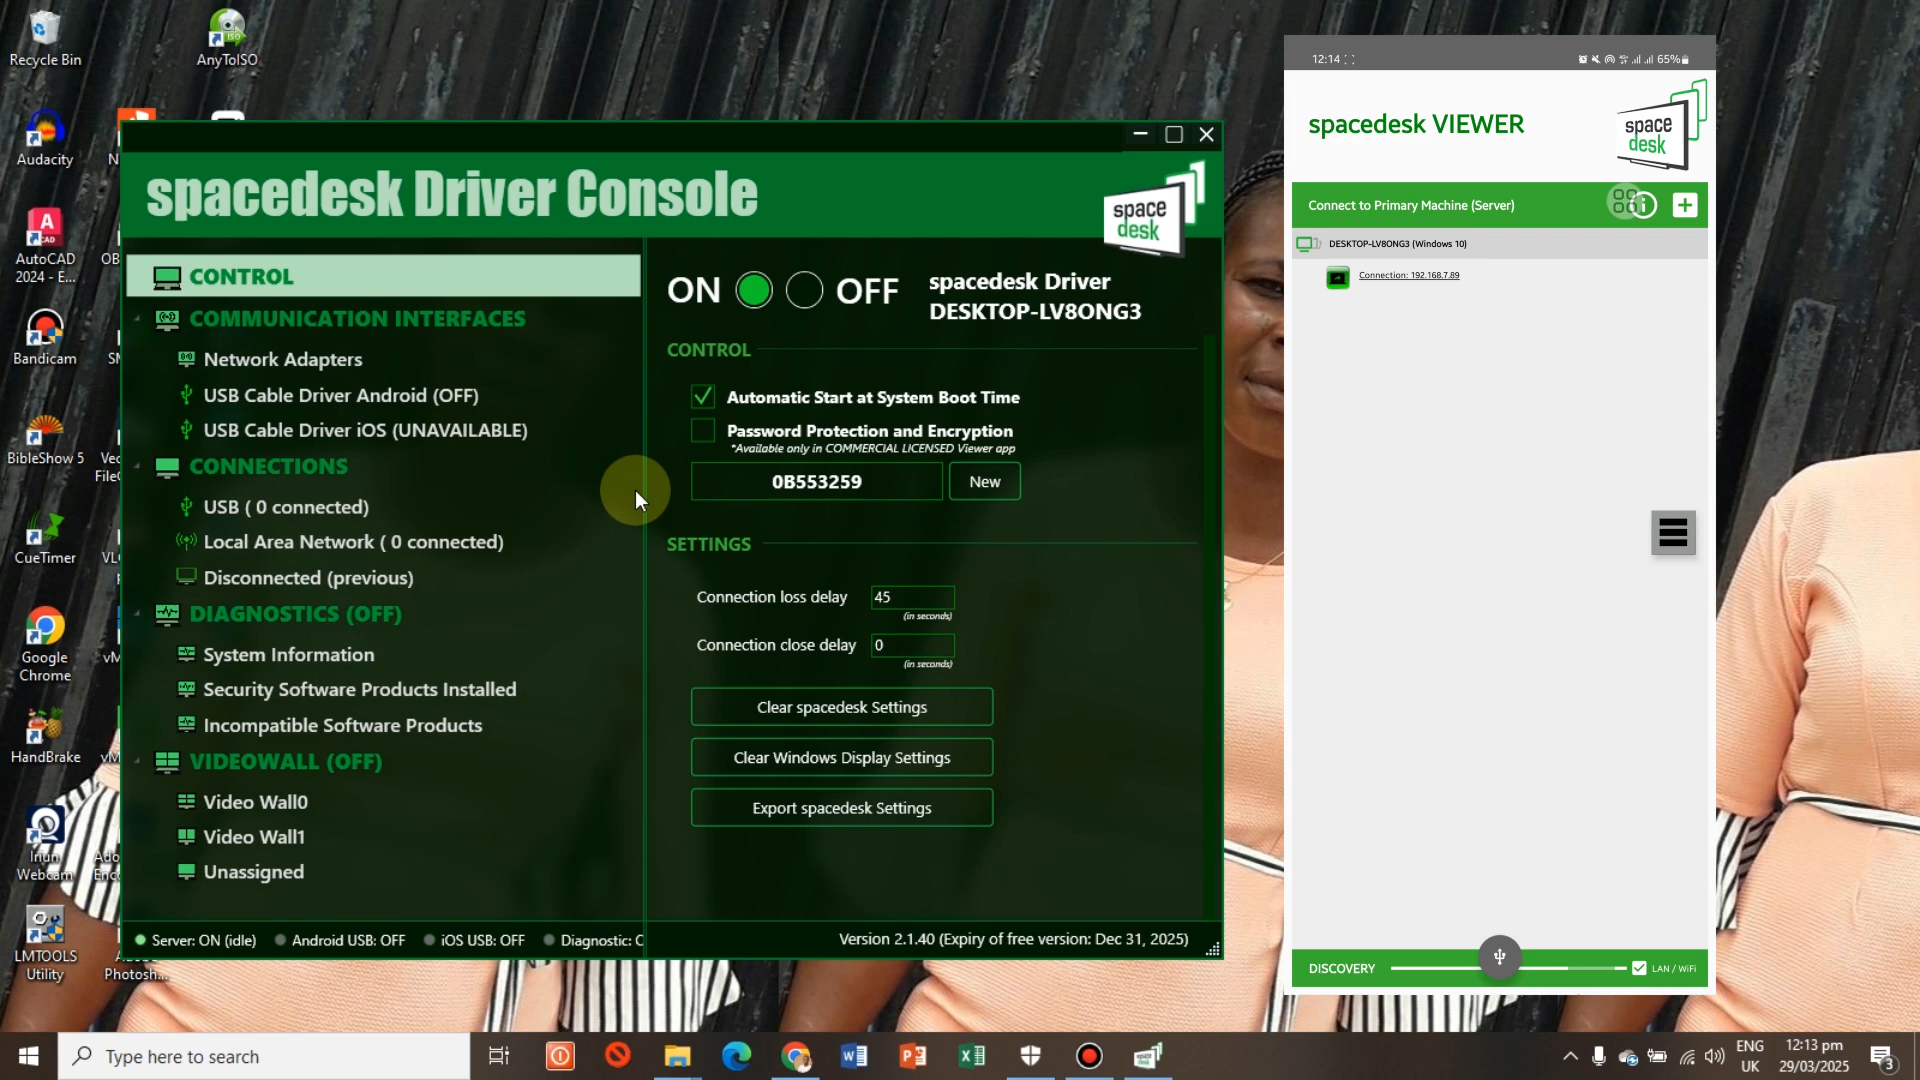 Recycle Bin
AnyToISO
Audacity
AutoCAD
2024 - E...
Bandicam
BibleShow 5
CueTimer
Google
Chrome
HandBrake
Webcam
LMTOOLS
Utility
Photosh...
spacedesk Driver Console
space
desk
CONTROL
COMMUNICATION INTERFACES
Network Adapters
USB Cable Driver Android (OFF)
USB Cable Driver iOS (UNAVAILABLE)
CONNECTIONS
USB ( 0 connected)
Local Area Network ( 0 connected)
Disconnected (previous)
DIAGNOSTICS (OFF)
System Information
Security Software Products Installed
Incompatible Software Products
VIDEOWALL (OFF)
Video Wall0
Video Wall1
Unassigned
Server: ON (idle) Android USB: OFF iOS USB: OFF Diagnostic: 
ON OFF
spacedesk Driver
DESKTOP-LV8ONG3
CONTROL
Automatic Start at System Boot Time
Password Protection and Encryption
*Available only in COMMERCIAL LICENSED Viewer app
0B553259 New
SETTINGS
Connection loss delay 45
(in seconds)
Connection close delay 0
(in seconds)
Clear spacedesk Settings
Clear Windows Display Settings
Export spacedesk Settings
Version 2.1.40 (Expiry of free version: Dec 31, 2025)
12:14 65%
spacedesk VIEWER
space
desk
Connect to Primary Machine (Server)
DESKTOP-LV8ONG3 (Windows 10)
Connection: 192.168.7.89
DISCOVERY LAN / WiFi
Type here to search
ENG
UK
12:13 pm
29/03/2025
3